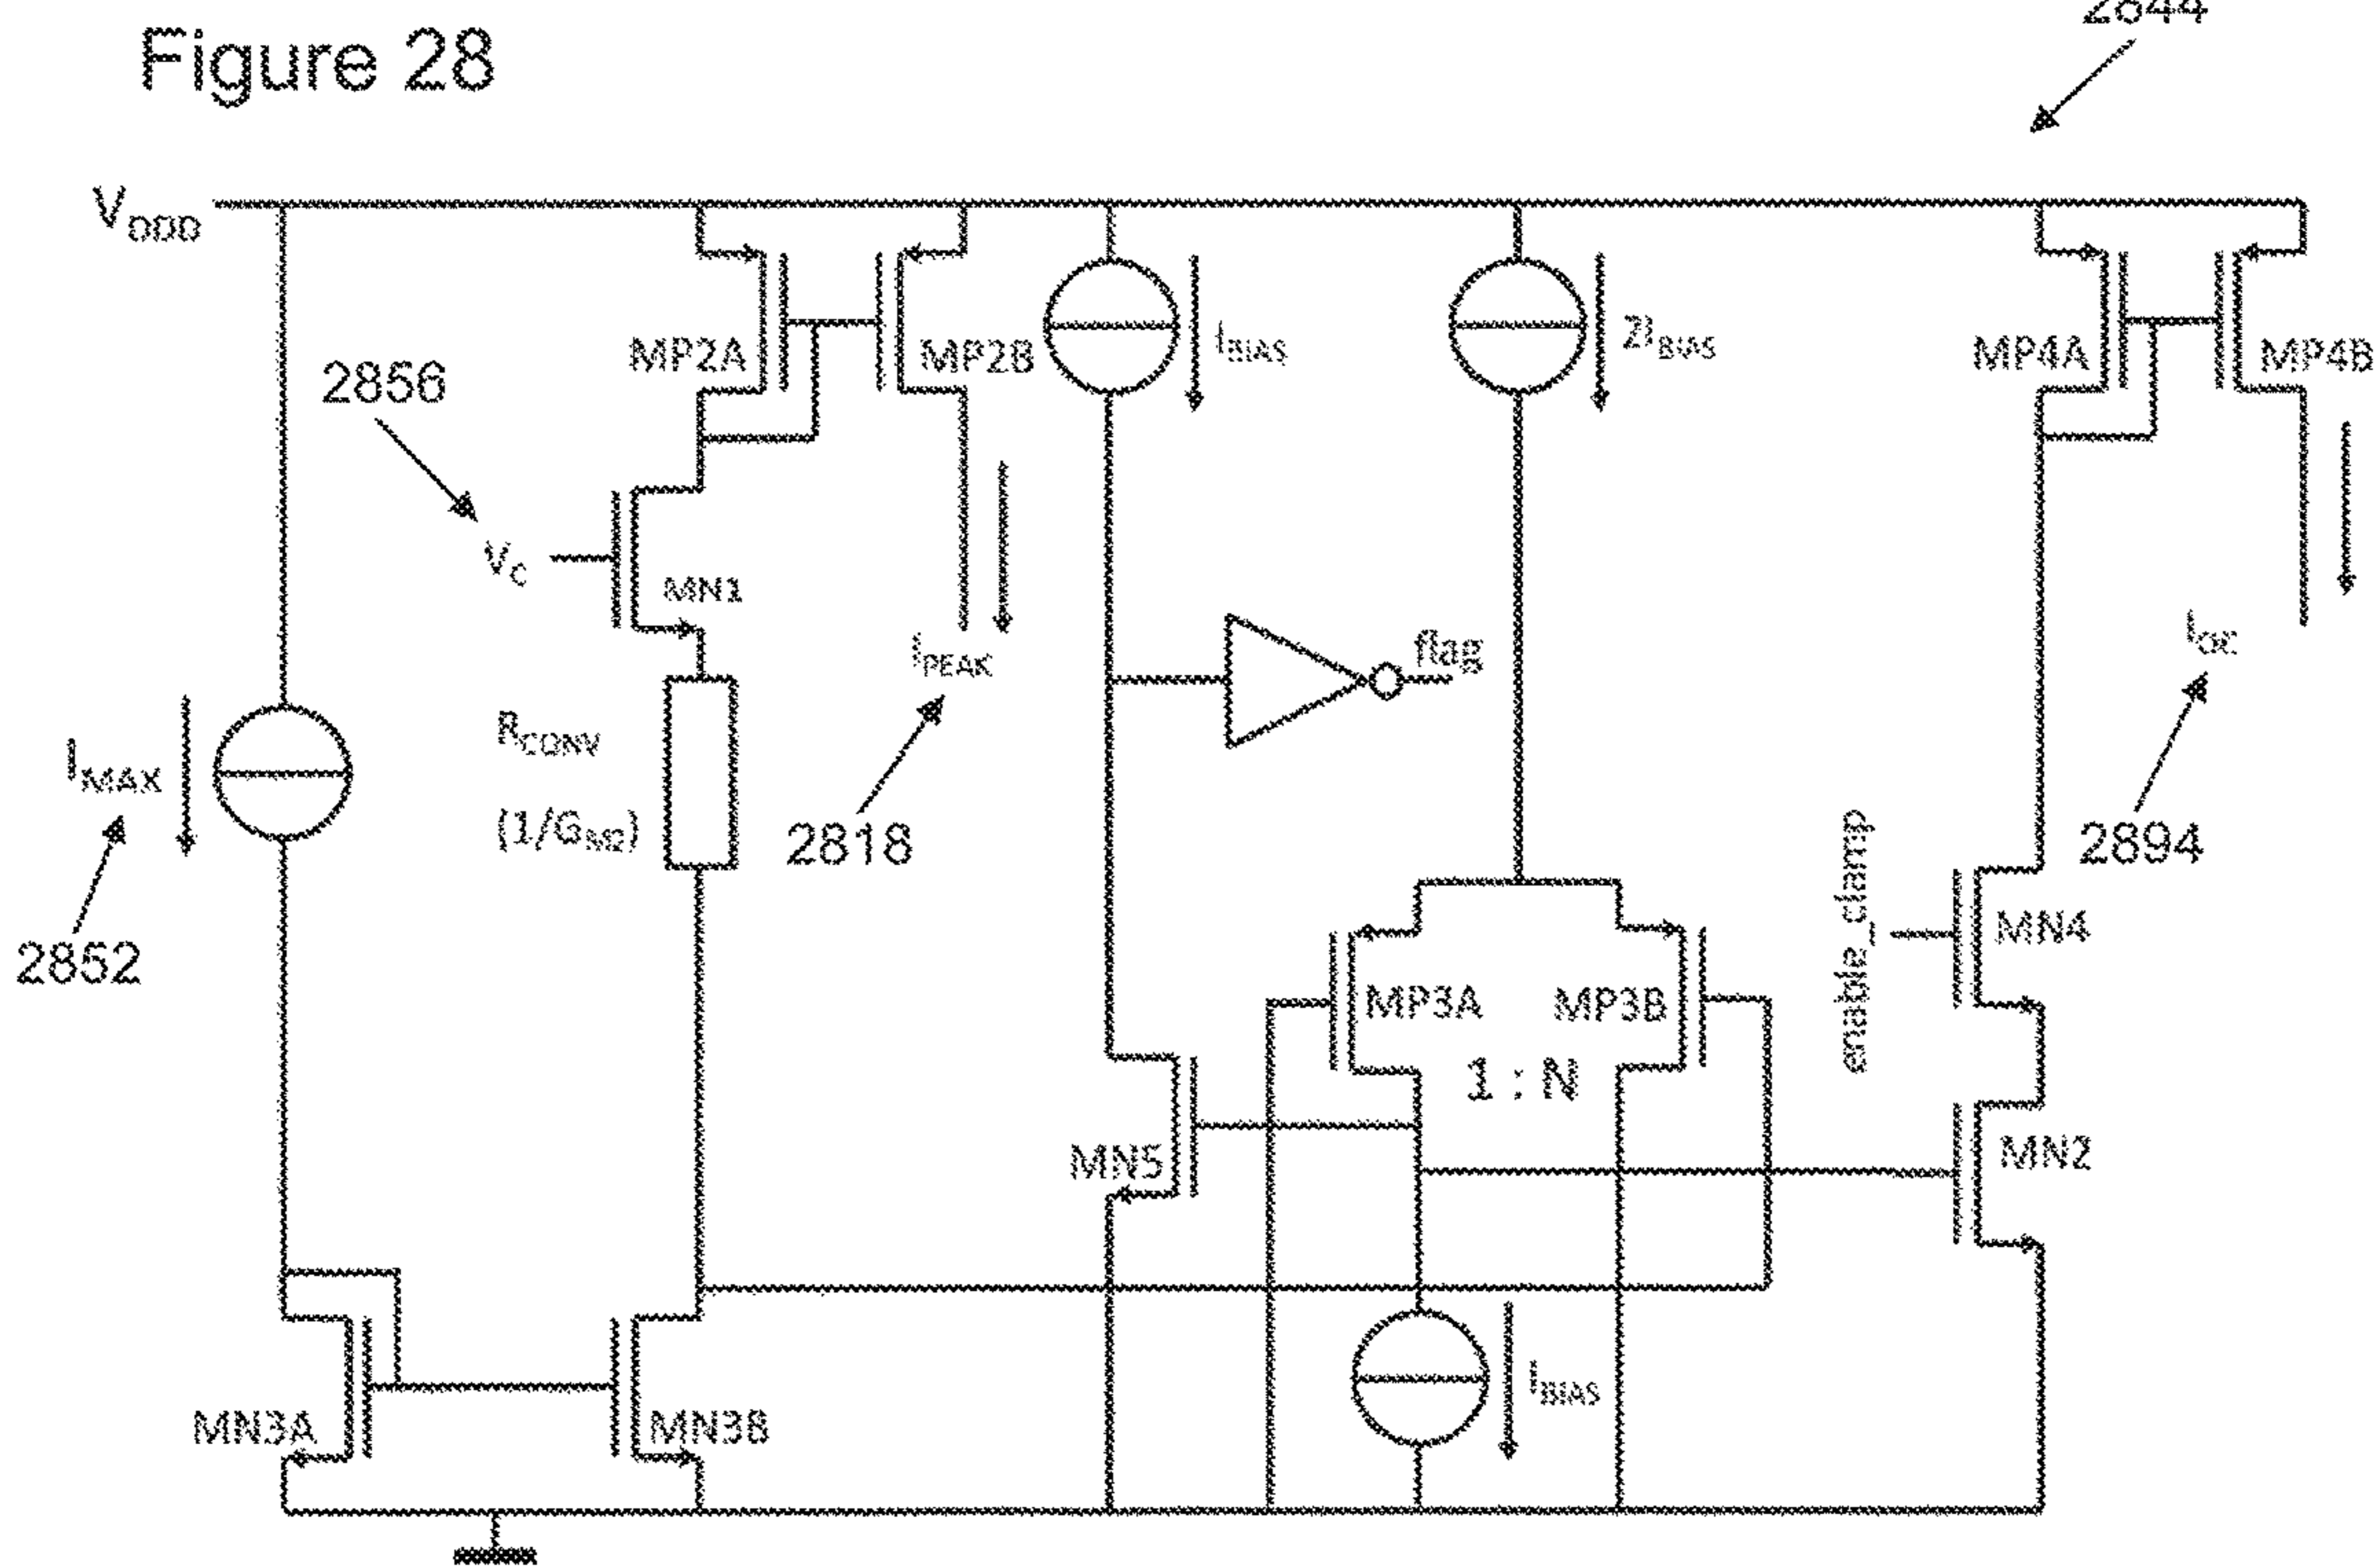 Figure 28
2844
VDDD
MP2A
MP2B
IBIAS
2IBIAS
MP4A
MP4B
2856
VC
MN1
IPEAK
flag
IOC
IMAX
RCONV
(1/GM2)
2818
2894
2852
enable_clamp
MN4
MP3A
MP3B
1 : N
MN5
MN2
IBIAS
MN3A
MN3B